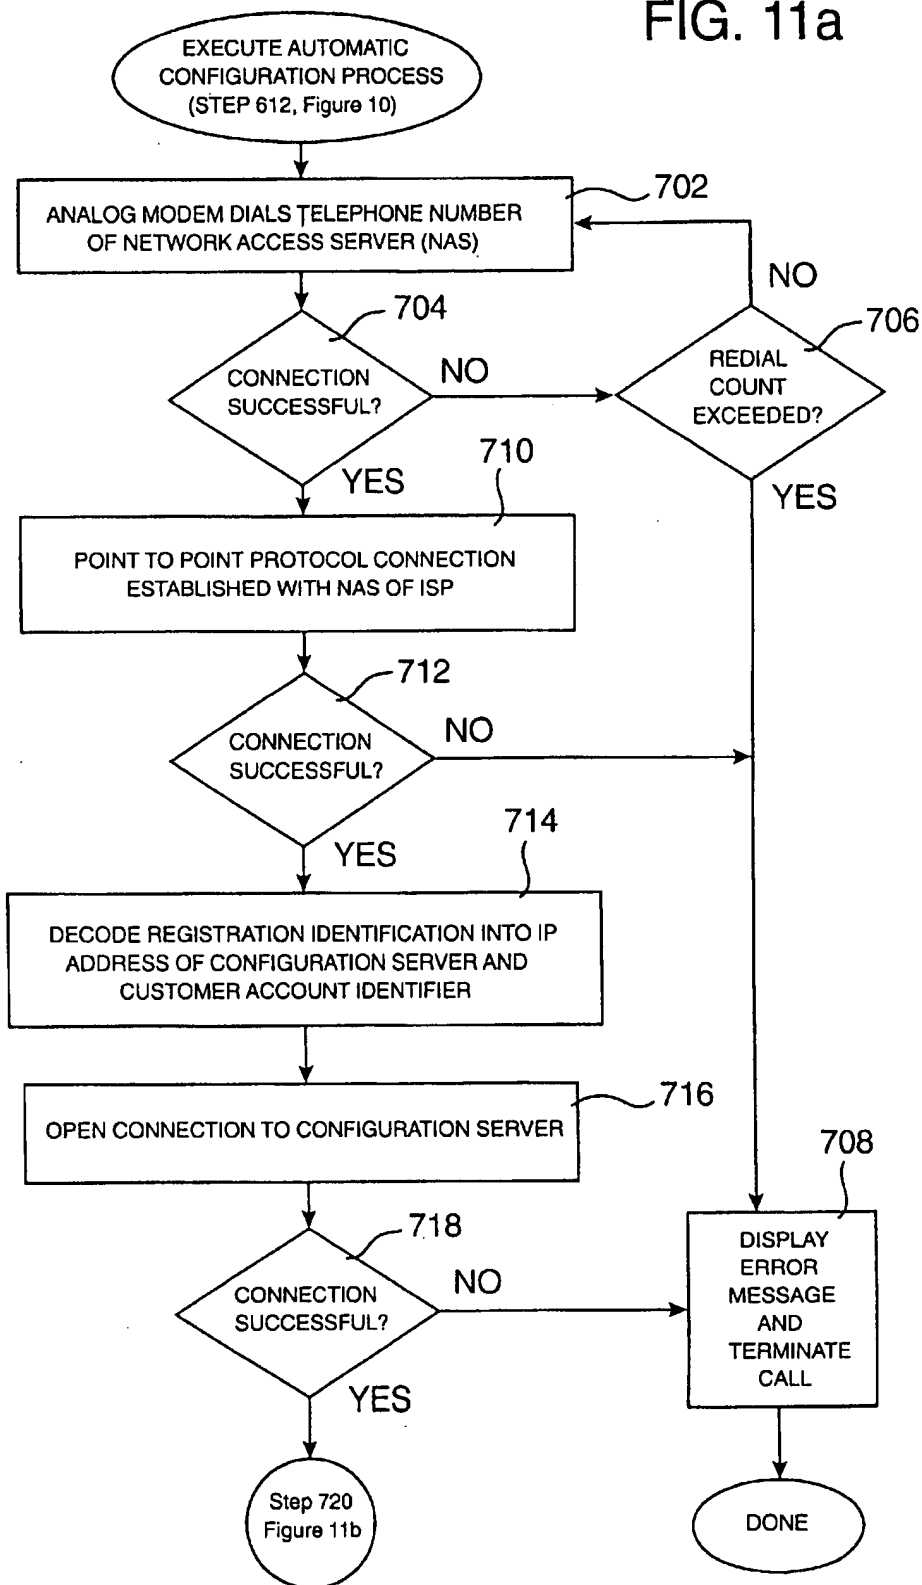 FIG. 11a
EXECUTE AUTOMATIC
CONFIGURATION PROCESS
(STEP 612, Figure 10)
702
ANALOG MODEM DIALS TELEPHONE NUMBER
OF NETWORK ACCESS SERVER (NAS)
NO
704
706
CONNECTION
SUCCESSFUL?
NO
REDIAL
COUNT
EXCEEDED?
710
YES
YES
POINT TO POINT PROTOCOL CONNECTION
ESTABLISHED WITH NAS OF ISP
712
CONNECTION
SUCCESSFUL?
NO
714
YES
DECODE REGISTRATION IDENTIFICATION INTO IP
ADDRESS OF CONFIGURATION SERVER AND
CUSTOMER ACCOUNT IDENTIFIER
716
OPEN CONNECTION TO CONFIGURATION SERVER
708
718
CONNECTION
SUCCESSFUL?
NO
DISPLAY
ERROR
MESSAGE
AND
TERMINATE
CALL
YES
Step 720
Figure 11b
DONE